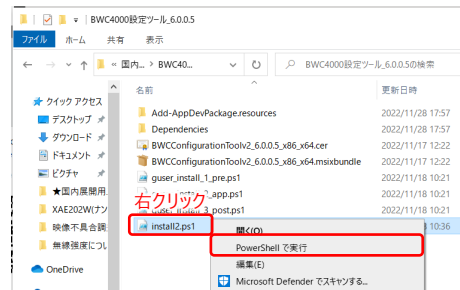 BWC4000設定ツール_6.0.0.5
ファイル ホーム 共有 表示
« 国内... > BWC40... BWC4000設定ツール_6.0.0.5の検索
名前 更新日時
クイック アクセス
デスクトップ
ダウンロード
ドキュメント
ピクチャ
★国内展開用
XAE202W(ナン
映像不具合調
無線強度につい
OneDrive
Add-AppDevPackage.resources 2022/11/28 17:57
Dependencies 2022/11/28 17:57
BWCConfigurationToolv2_6.0.0.5_x86_x64.cer 2022/11/17 12:22
BWCConfigurationToolv2_6.0.0.5_x86_x64.msixbundle 2022/11/17 12:22
guser_install_1_pre.ps1 2022/11/18 10:21
_app.ps1 2022/11/18 10:21
右クリック
3_post.ps1 2022/11/18 10:21
install2.ps1 10:36
開く(O)
PowerShell で実行
編集(E)
Microsoft Defender でスキャンする...